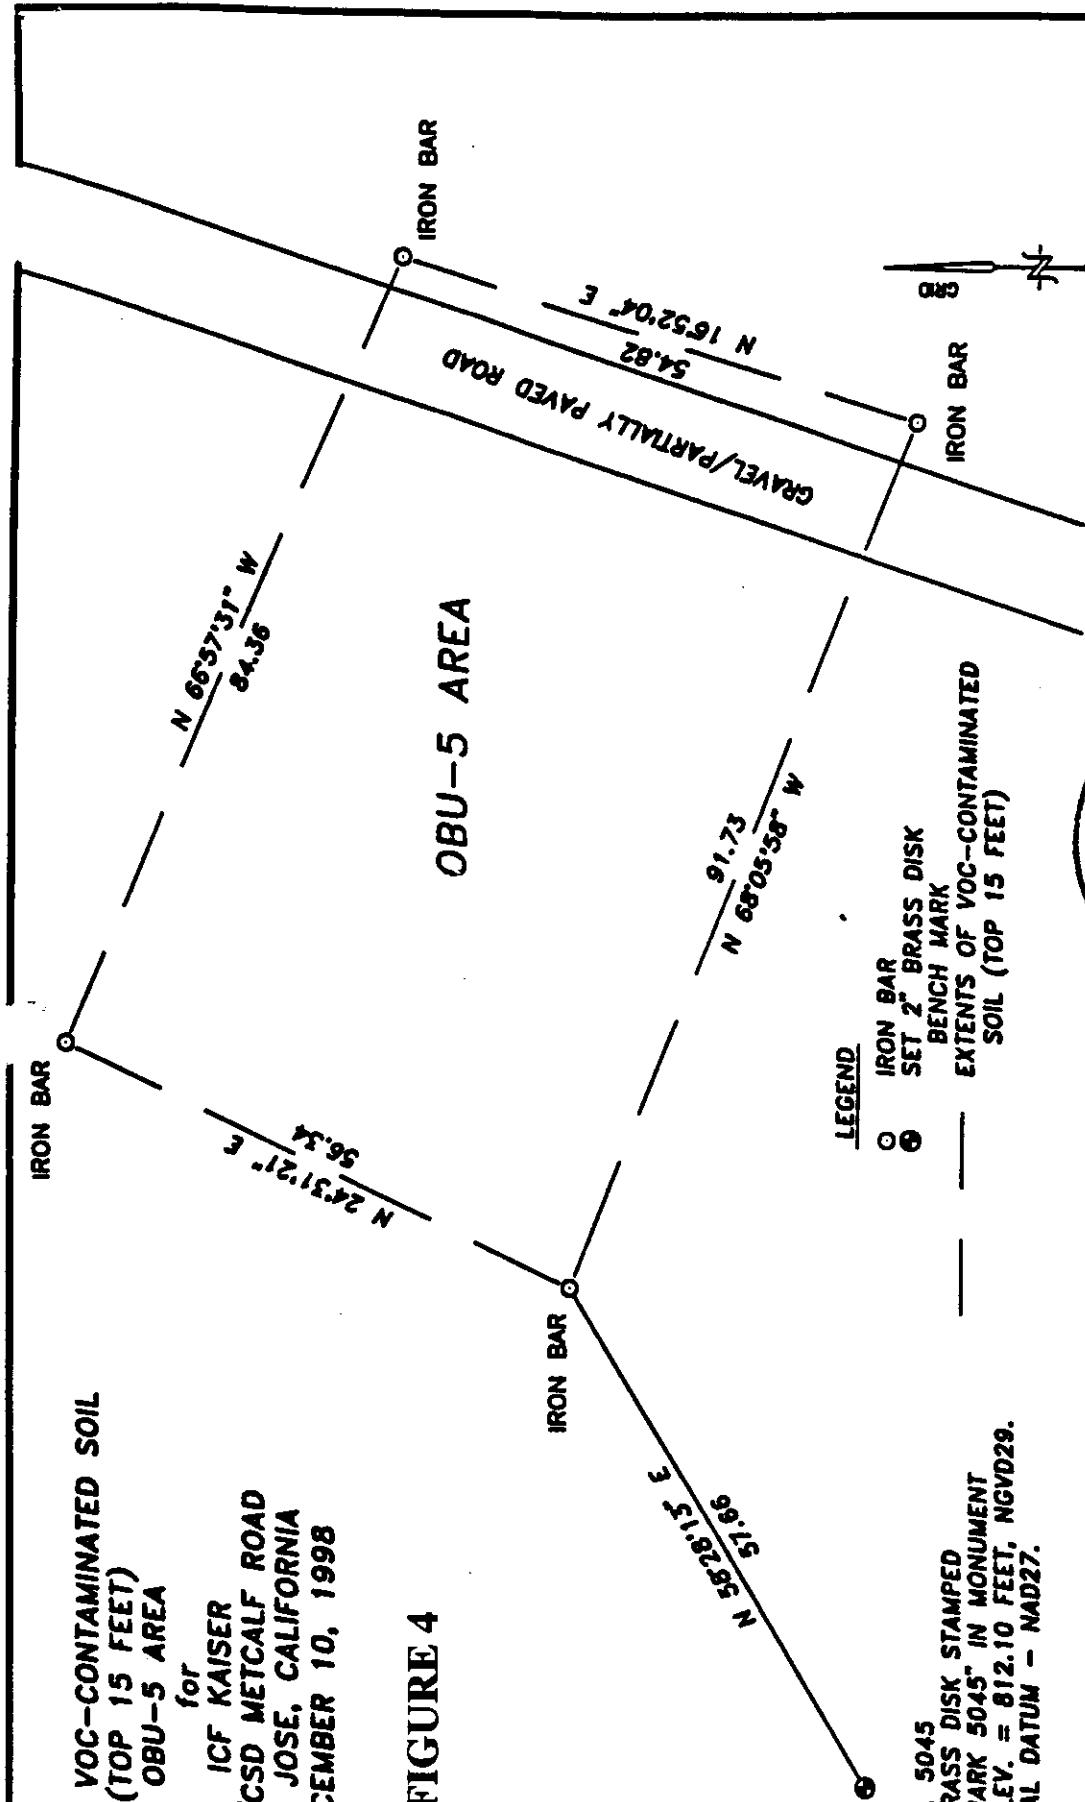 VOC-CONTAMINATED SOIL
(TOP 15 FEET)
OBU-5 AREA
for
ICF KAISER
CSD METCALF ROAD
JOSE, CALIFORNIA
CEMBER 10, 1998
FIGURE 4
IRON BAR
N 66°57'31" W
84.36
IRON BAR
N 24°31'21" E
56.34
OBU-5 AREA
GRAVEL/PARTIALLY PAVED ROAD
54.82
N 16°52'04" E
IRON BAR
91.73
N 68°05'58" W
IRON BAR
N 58°28'13" E
57.66
GRID
LEGEND
IRON BAR
SET 2" BRASS DISK
BENCH MARK
EXTENTS OF VOC-CONTAMINATED
SOIL (TOP 15 FEET)
5045
RASS DISK STAMPED
ARK 5045" IN MONUMENT
EV. = 812.10 FEET, NGVD29.
AL DATUM - NAD27.